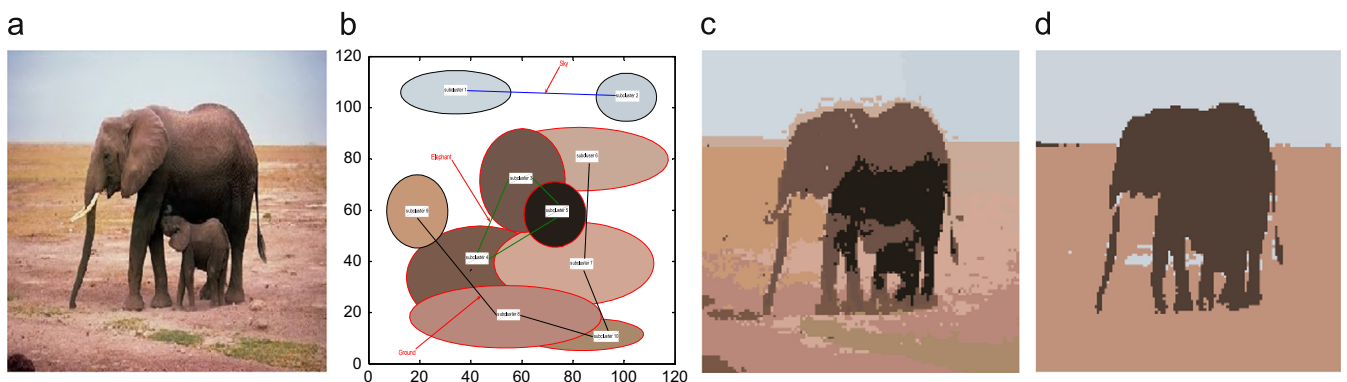 a
b
c
d
120
100
80
60
40
20
0
0
20
40
60
80
100
120
Sky
subcluster 1
subcluster 2
Elephant
subcluster 3
subcluster 6
subcluster 9
subcluster 5
subcluster 4
subcluster 7
subcluster 8
subcluster 10
Ground